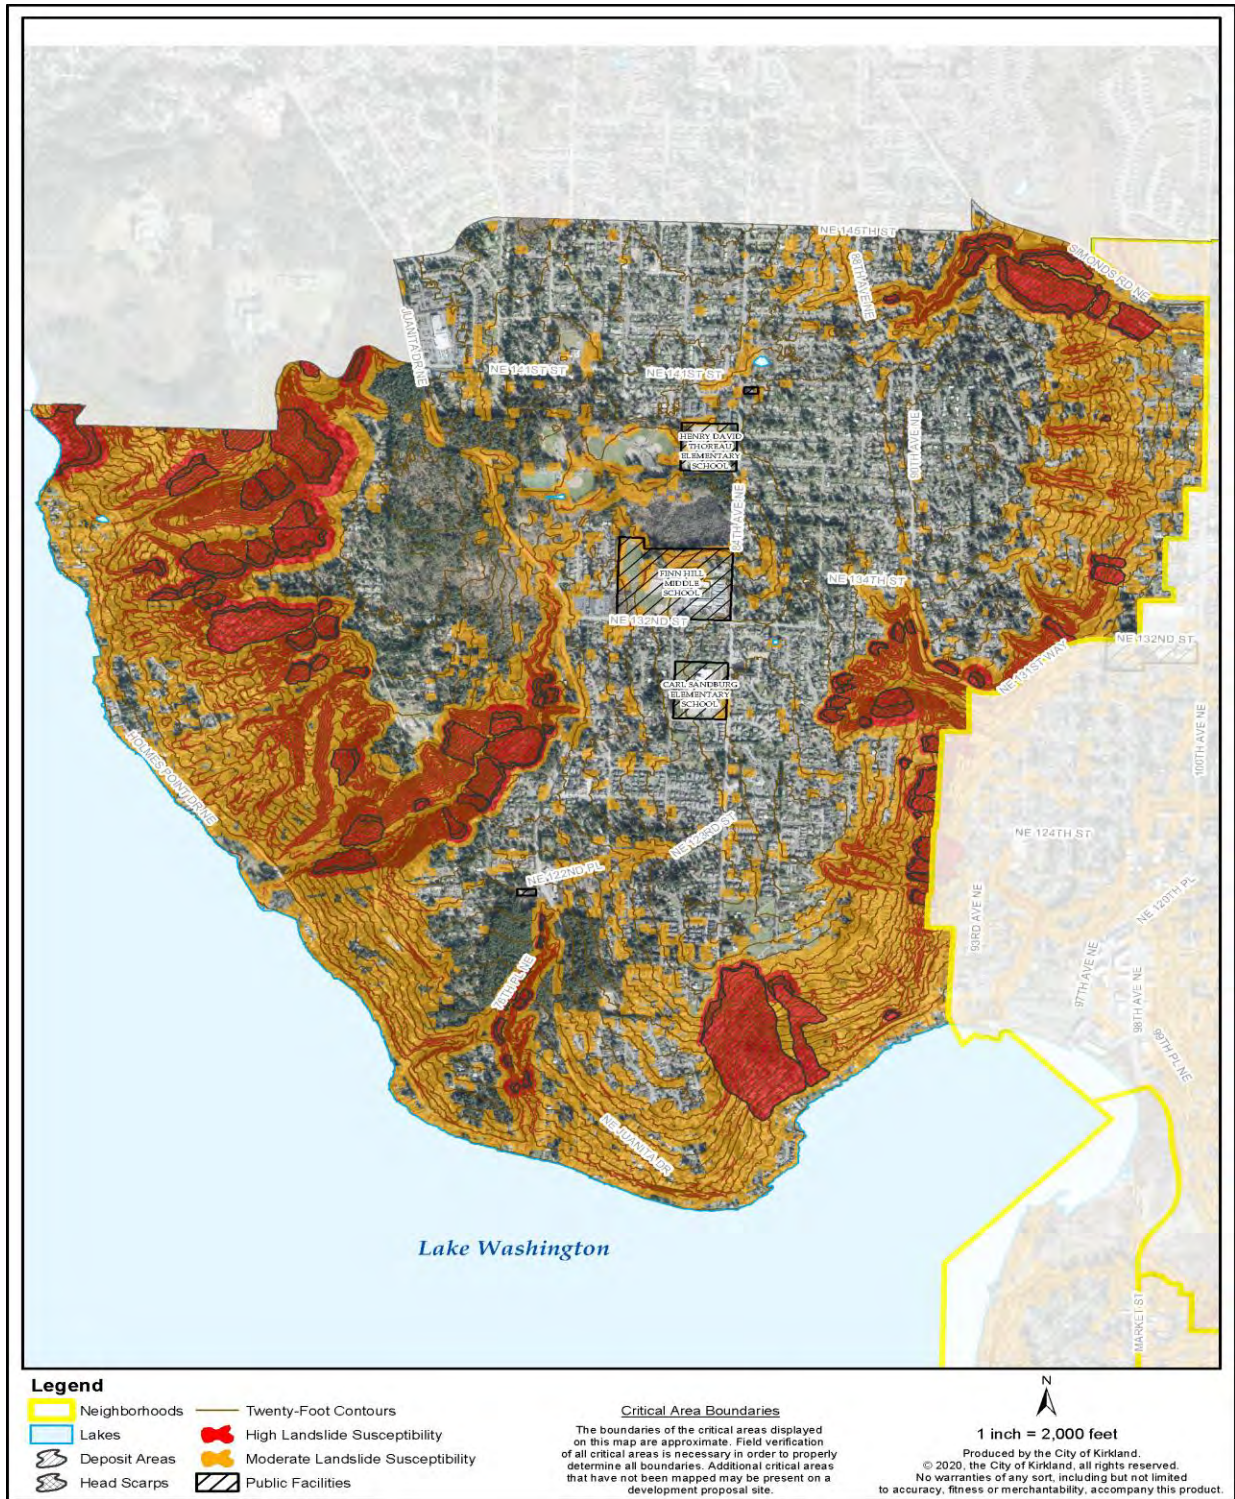 NE 145TH ST
88TH AVE NE
SIMONDS RD NE
JUANITA DR NE
NE 141ST ST
NE 141ST ST
90TH AVE NE
HENRY DAVID
THOREAU
ELEMENTARY
SCHOOL
84TH AVE NE
FINN HILL
MIDDLE
SCHOOL
NE 134TH ST
NE 132ND ST
NE 132ND ST
NE 131ST WAY
CARL SANDBURG
ELEMENTARY
SCHOOL
100TH AVE NE
HOLMES POINT DR NE
NE 123RD ST
NE 124TH ST
NE 122ND PL
NE 120TH PL
93RD AVE NE
76TH PL NE
97TH AVE NE
98TH AVE NE
99TH PL NE
NE JUANITA DR
Lake Washington
MARKET ST
Legend
Neighborhoods
Lakes
Deposit Areas
Head Scarps
Twenty-Foot Contours
High Landslide Susceptibility
Moderate Landslide Susceptibility
Public Facilities
Critical Area Boundaries
The boundaries of the critical areas displayed
on this map are approximate. Field verification
of all critical areas is necessary in order to properly
determine all boundaries. Additional critical areas
that have not been mapped may be present on a
development proposal site.
N
1 inch = 2,000 feet
Produced by the City of Kirkland.
© 2020, the City of Kirkland, all rights reserved.
No warranties of any sort, including but not limited
to accuracy, fitness or merchantability, accompany this product.